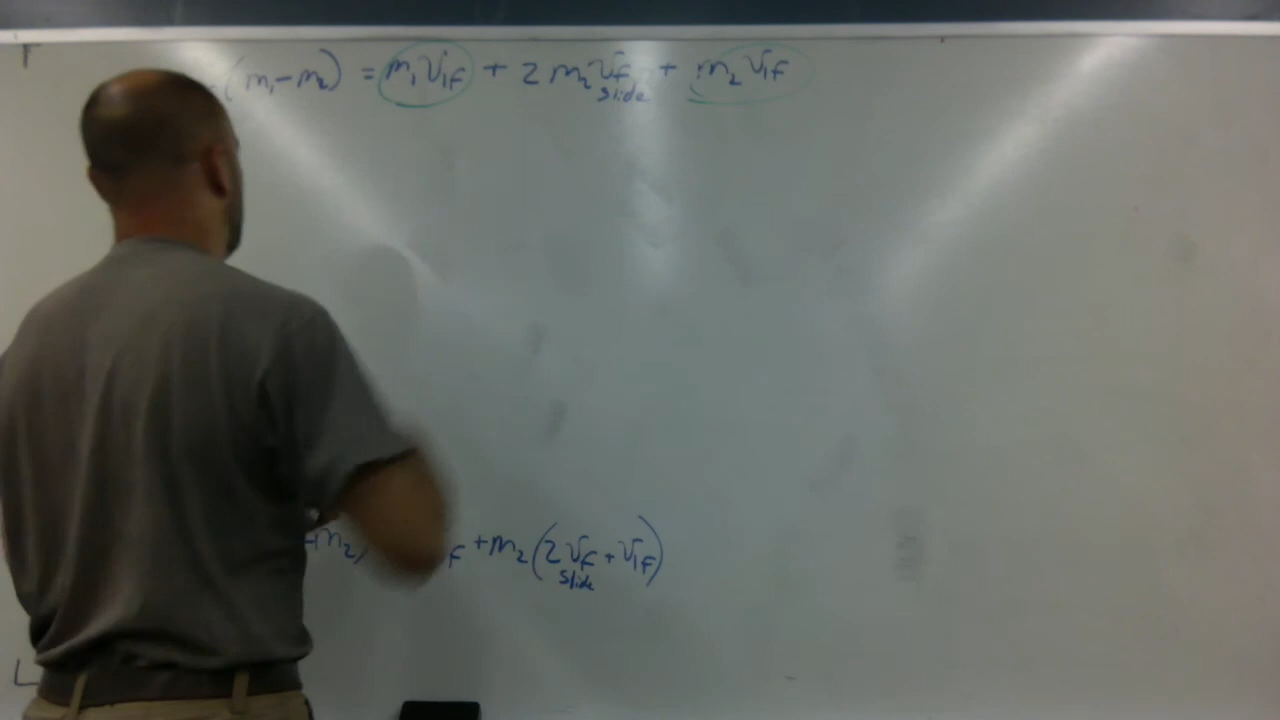 (m₁-m₂) = m₁v₁f + 2m₂vf slide + m₂v₁f
+m₂) f +m₂(2vf slide + v₁f)